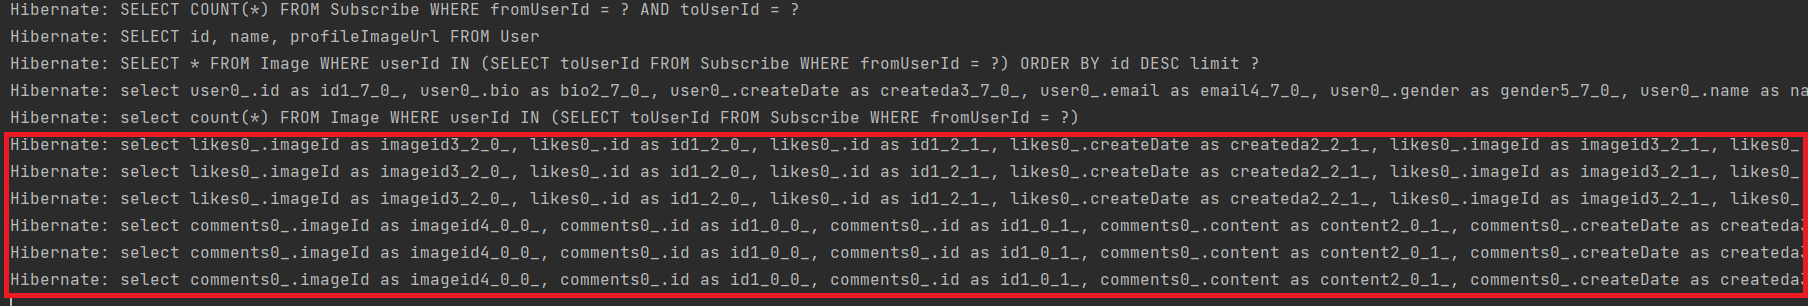 Hibernate: SELECT COUNT(*) FROM Subscribe WHERE fromUserId = ? AND toUserId = ?
Hibernate: SELECT id, name, profileImageUrl FROM User
Hibernate: SELECT * FROM Image WHERE userId IN (SELECT toUserId FROM Subscribe WHERE fromUserId = ?) ORDER BY id DESC limit ?
Hibernate: select user0_.id as id1_7_0_, user0_.bio as bio2_7_0_, user0_.createDate as createda3_7_0_, user0_.email as email4_7_0_, user0_.gender as gender5_7_0_, user0_.name as na
Hibernate: select count(*) FROM Image WHERE userId IN (SELECT toUserId FROM Subscribe WHERE fromUserId = ?)
Hibernate: select likes0_.imageId as imageid3_2_0_, likes0_.id as id1_2_0_, likes0_.id as id1_2_1_, likes0_.createDate as createda2_2_1_, likes0_.imageId as imageid3_2_1_, likes0_
Hibernate: select likes0_.imageId as imageid3_2_0_, likes0_.id as id1_2_0_, likes0_.id as id1_2_1_, likes0_.createDate as createda2_2_1_, likes0_.imageId as imageid3_2_1_, likes0_
Hibernate: select likes0_.imageId as imageid3_2_0_, likes0_.id as id1_2_0_, likes0_.id as id1_2_1_, likes0_.createDate as createda2_2_1_, likes0_.imageId as imageid3_2_1_, likes0_
Hibernate: select comments0_.imageId as imageid4_0_0_, comments0_.id as id1_0_0_, comments0_.id as id1_0_1_, comments0_.content as content2_0_1_, comments0_.createDate as createda3
Hibernate: select comments0_.imageId as imageid4_0_0_, comments0_.id as id1_0_0_, comments0_.id as id1_0_1_, comments0_.content as content2_0_1_, comments0_.createDate as createda3
Hibernate: select comments0_.imageId as imageid4_0_0_, comments0_.id as id1_0_0_, comments0_.id as id1_0_1_, comments0_.content as content2_0_1_, comments0_.createDate as createda3